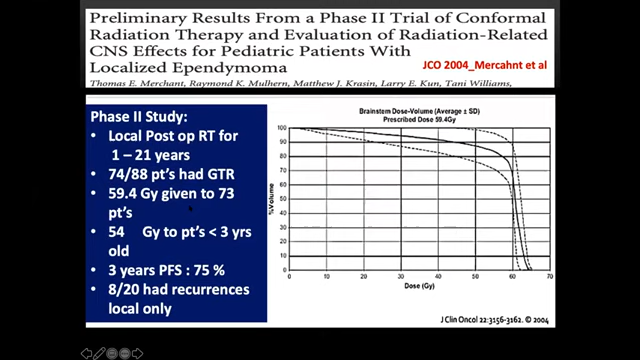 Preliminary Results From a Phase II Trial of Conformal
Radiation Therapy and Evaluation of Radiation-Related
CNS Effects for Pediatric Patients With
Localized Ependymoma
JCO 2004_Mercahnt et al
Thomas E. Merchant, Raymond K. Mulhern, Matthew J. Krasin, Larry E. Kun, Tani Williams,
Phase II Study:
• Local Post op RT for
1 – 21 years
• 74/88 pt's had GTR
• 59.4 Gy given to 73
pt's
• 54 Gy to pt's < 3 yrs
old
• 3 years PFS : 75 %
• 8/20 had recurrences
local only
Brainstem Dose-Volume (Average ± SD)
Prescribed Dose 59.4Gy
%Volume
100
90
80
70
60
50
40
30
20
10
0
0 10 20 30 40 50 60 70
Dose (Gy)
J Clin Oncol 22:3156-3162. © 2004